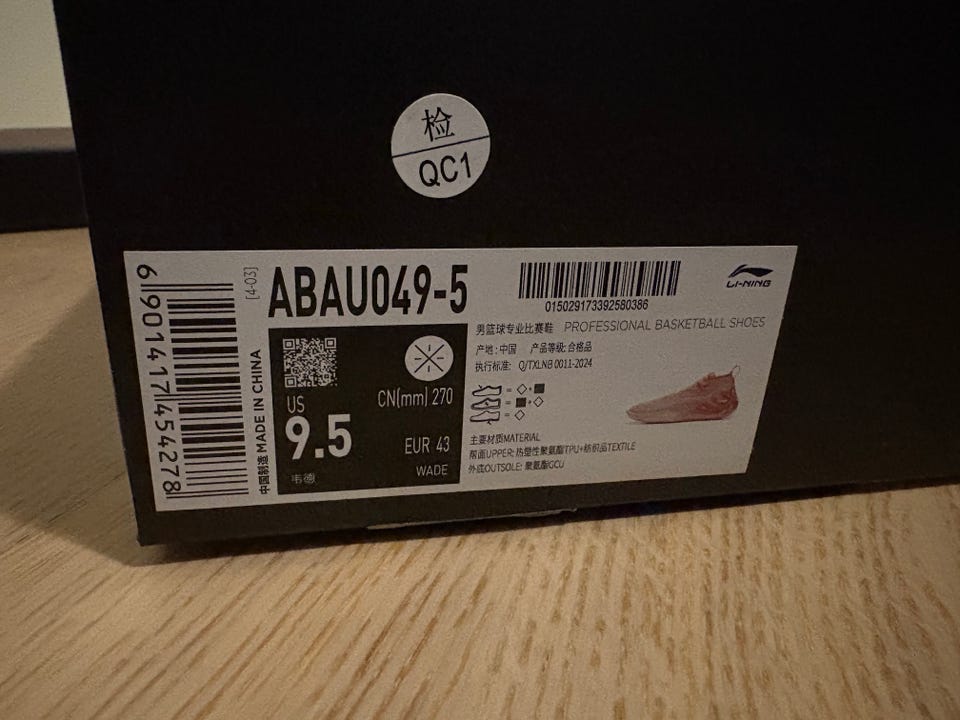 检
QC1
6901417454278
[4-03]
ABAU049-5
015029173392580386
LI-NING
中国制造 MADE IN CHINA
US
9.5
韦德
CN(mm) 270
EUR 43
WADE
男篮球专业比赛鞋 PROFESSIONAL BASKETBALL SHOES
产地: 中国 产品等级: 合格品
执行标准: Q/TXLNB 0011-2024
主要材质MATERIAL
帮面UPPER: 热塑性聚氨酯TPU+纺织品TEXTILE
外底OUTSOLE: 聚氨酯GCU